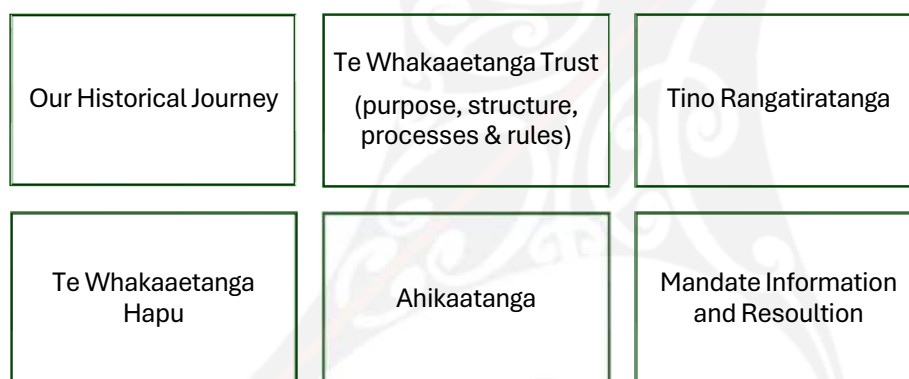 Our Historical Journey
Te Whakaaetanga Trust
(purpose, structure,
processes & rules)
Tino Rangatiratanga
Te Whakaaetanga
Hapu
Ahikaatanga
Mandate Information
and Resoultion